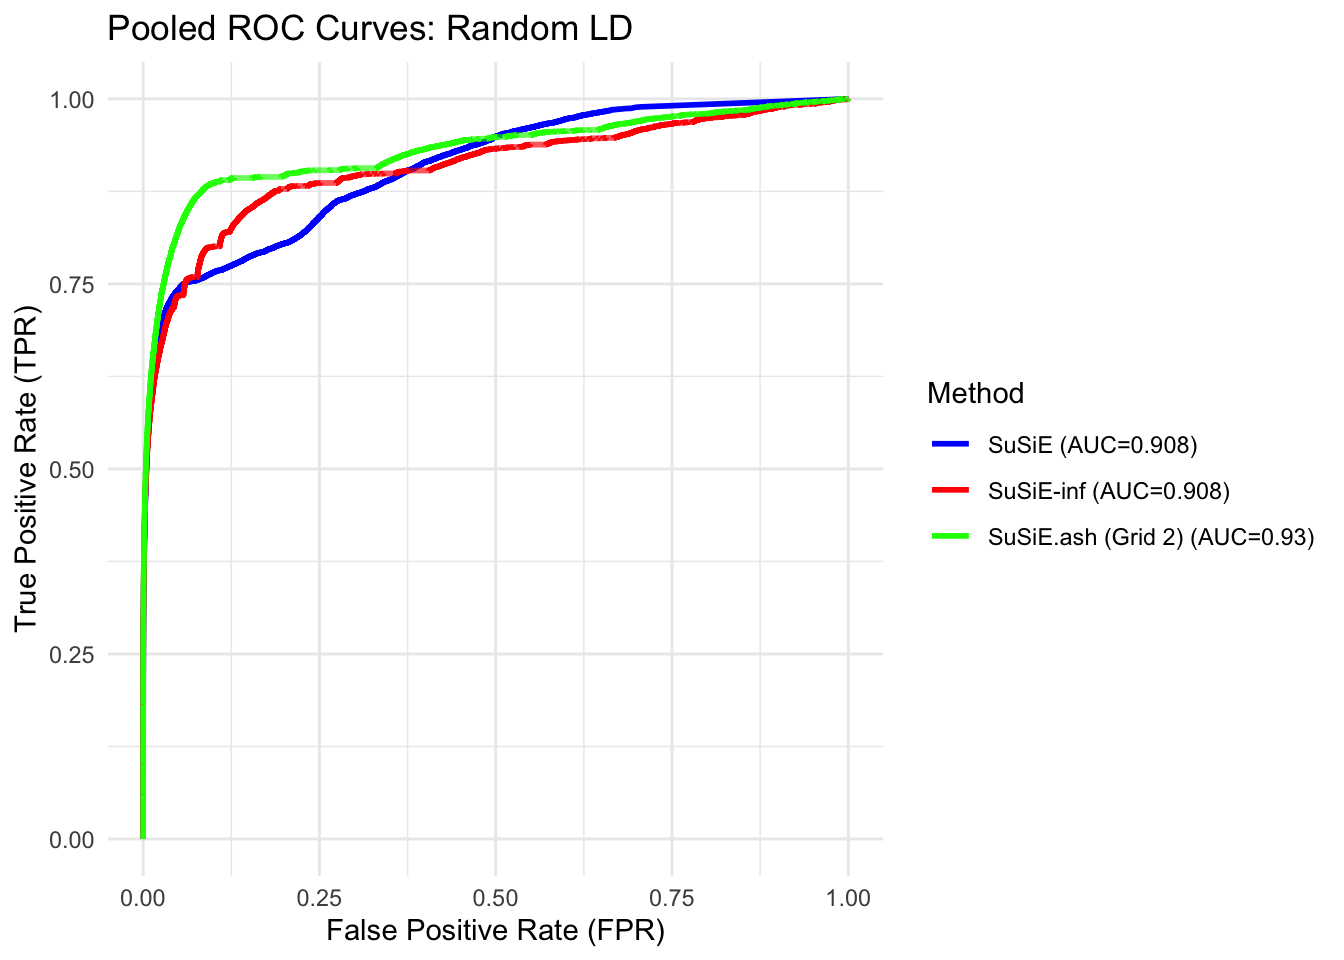 Pooled ROC Curves: Random LD
True Positive Rate (TPR)
1.00
0.75
0.50
0.25
0.00
0.00 0.25 0.50 0.75 1.00
False Positive Rate (FPR)
Method
SuSiE (AUC=0.908)
SuSiE-inf (AUC=0.908)
SuSiE.ash (Grid 2) (AUC=0.93)